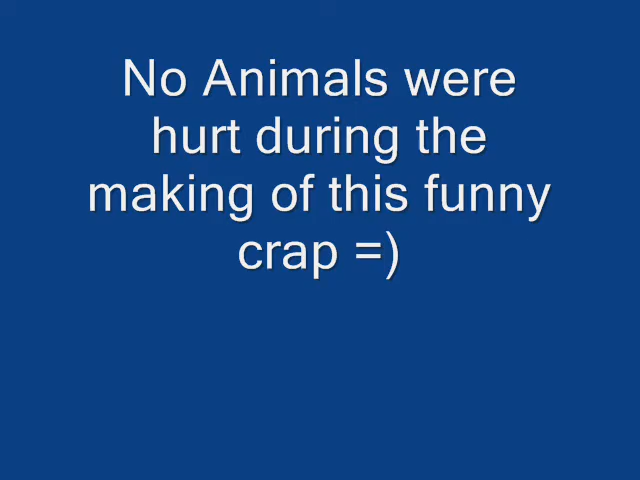 No Animals were
hurt during the
making of this funny
crap =)